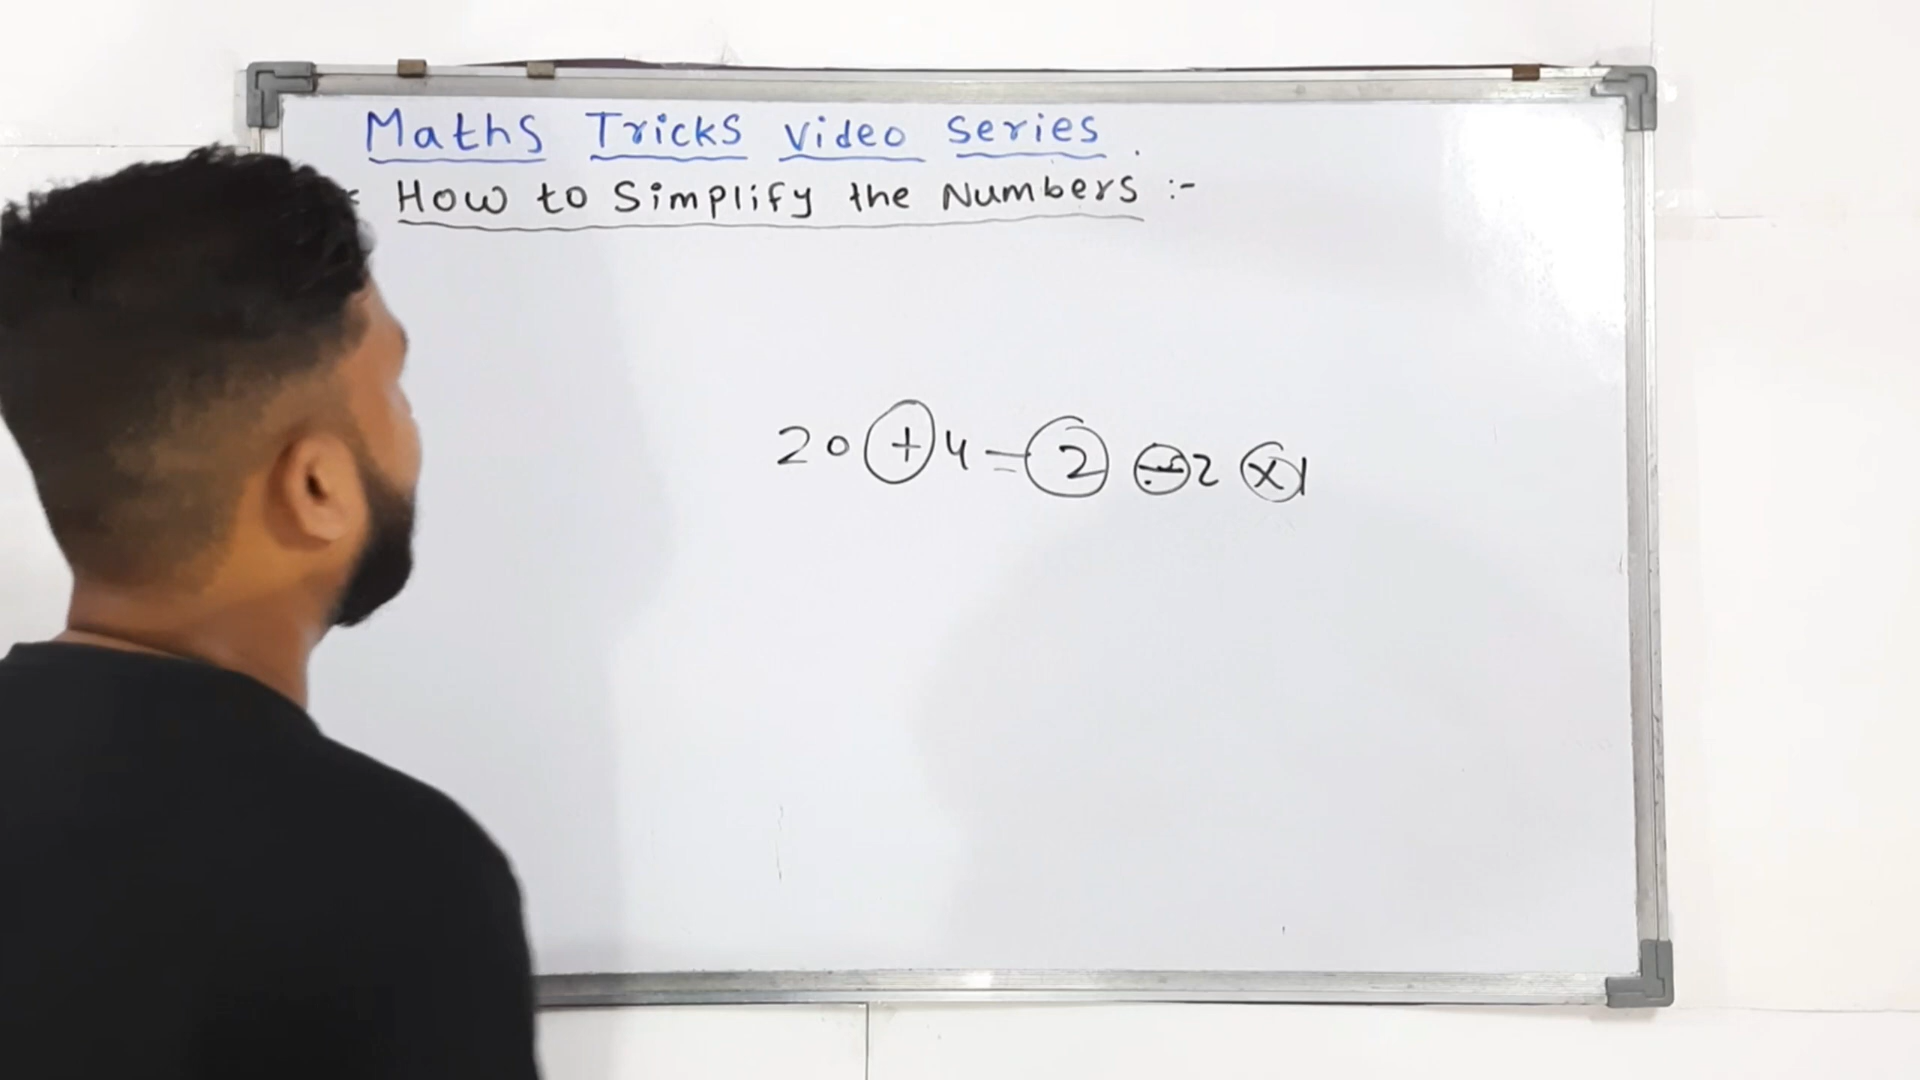 Maths Tricks Video Series.
How to Simplify the Numbers :-
20 + 4 - 2 ÷ 2 x 1